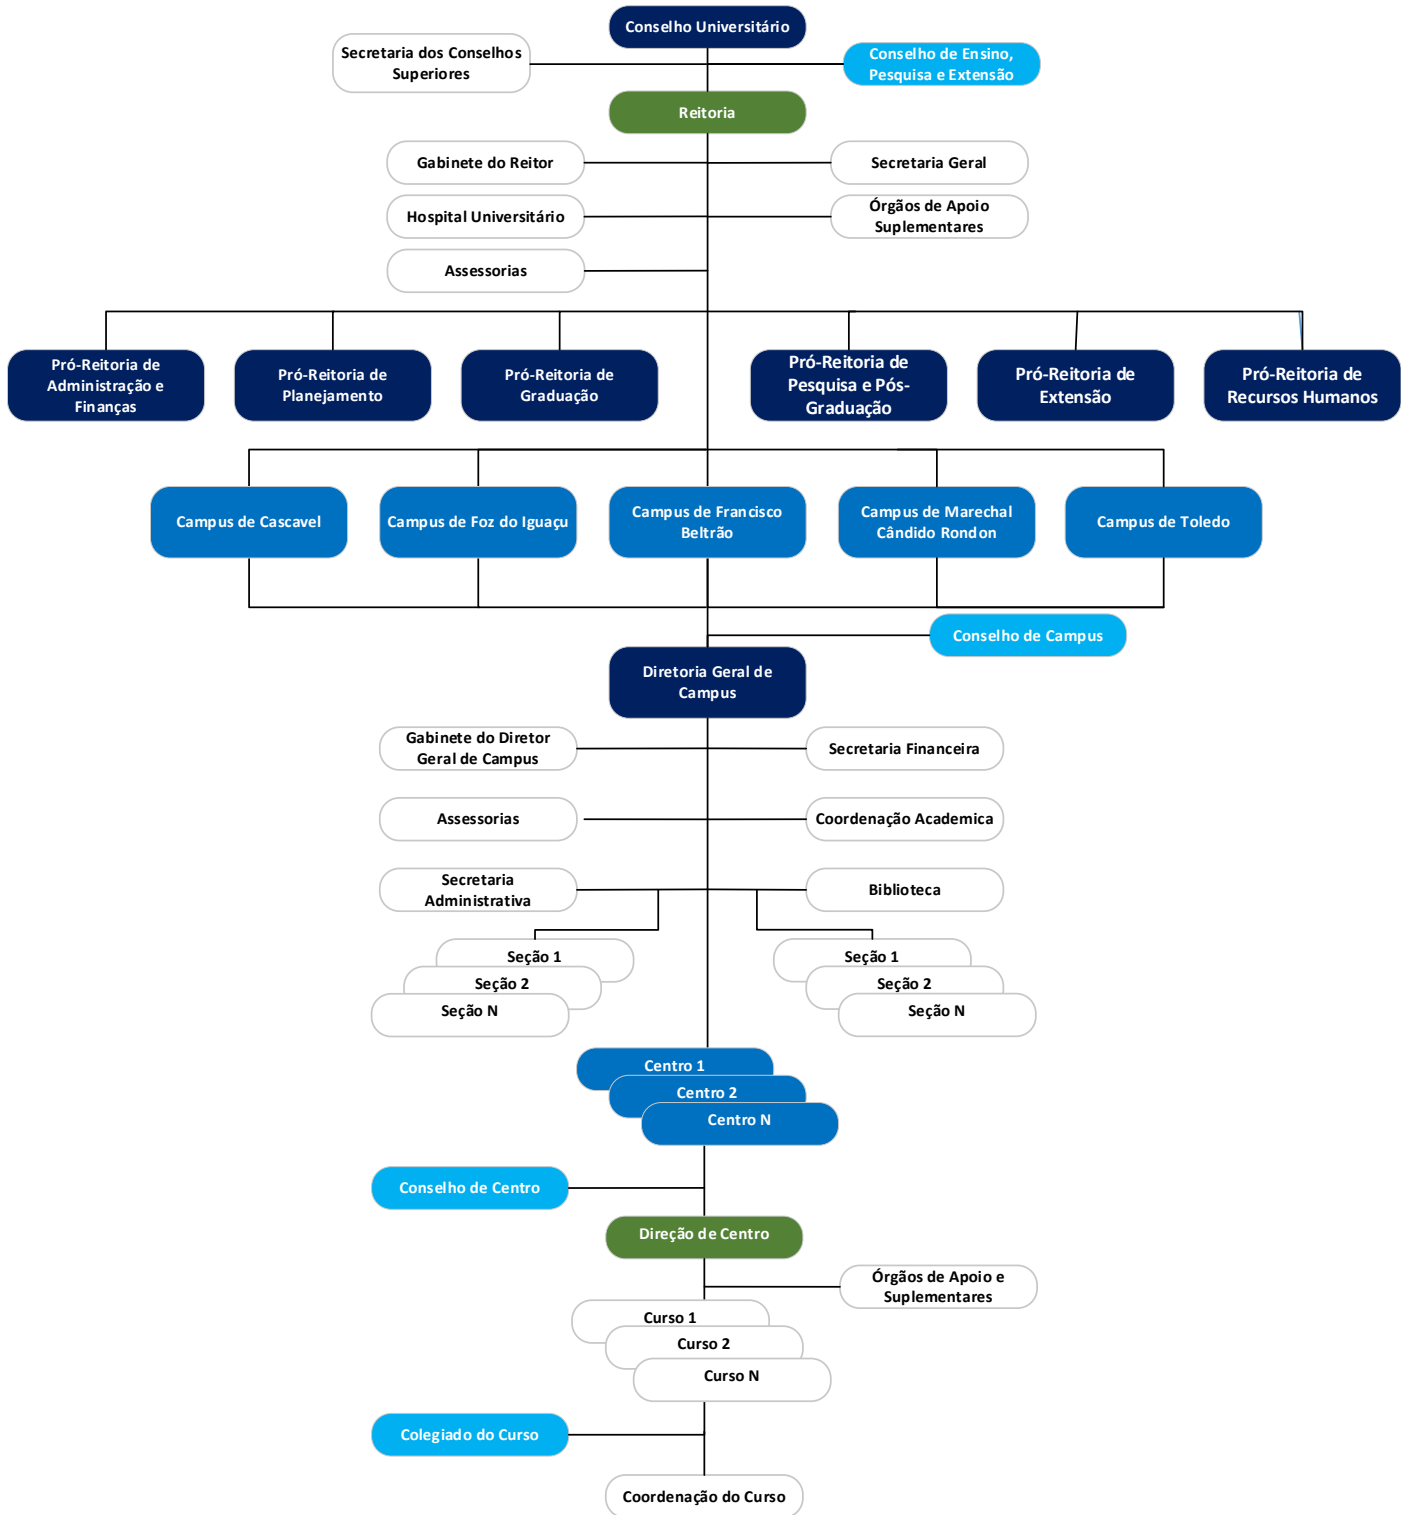 Conselho Universitário
Secretaria dos Conselhos
Superiores
Conselho de Ensino,
Pesquisa e Extensão
Reitoria
Gabinete do Reitor
Secretaria Geral
Hospital Universitário
Órgãos de Apoio
Suplementares
Assessorias
Pró-Reitoria de
Administração e
Finanças
Pró-Reitoria de
Planejamento
Pró-Reitoria de
Graduação
Pró-Reitoria de
Pesquisa e Pós-
Graduação
Pró-Reitoria de
Extensão
Pró-Reitoria de
Recursos Humanos
Campus de Cascavel
Campus de Foz do Iguaçu
Campus de Francisco
Beltrão
Campus de Marechal
Cândido Rondon
Campus de Toledo
Conselho de Campus
Diretoria Geral de
Campus
Gabinete do Diretor
Geral de Campus
Secretaria Financeira
Assessorias
Coordenação Academica
Secretaria
Administrativa
Biblioteca
Seção 1
Seção 2
Seção N
Seção 1
Seção 2
Seção N
Centro 1
Centro 2
Centro N
Conselho de Centro
Direção de Centro
Órgãos de Apoio e
Suplementares
Curso 1
Curso 2
Curso N
Colegiado do Curso
Coordenação do Curso